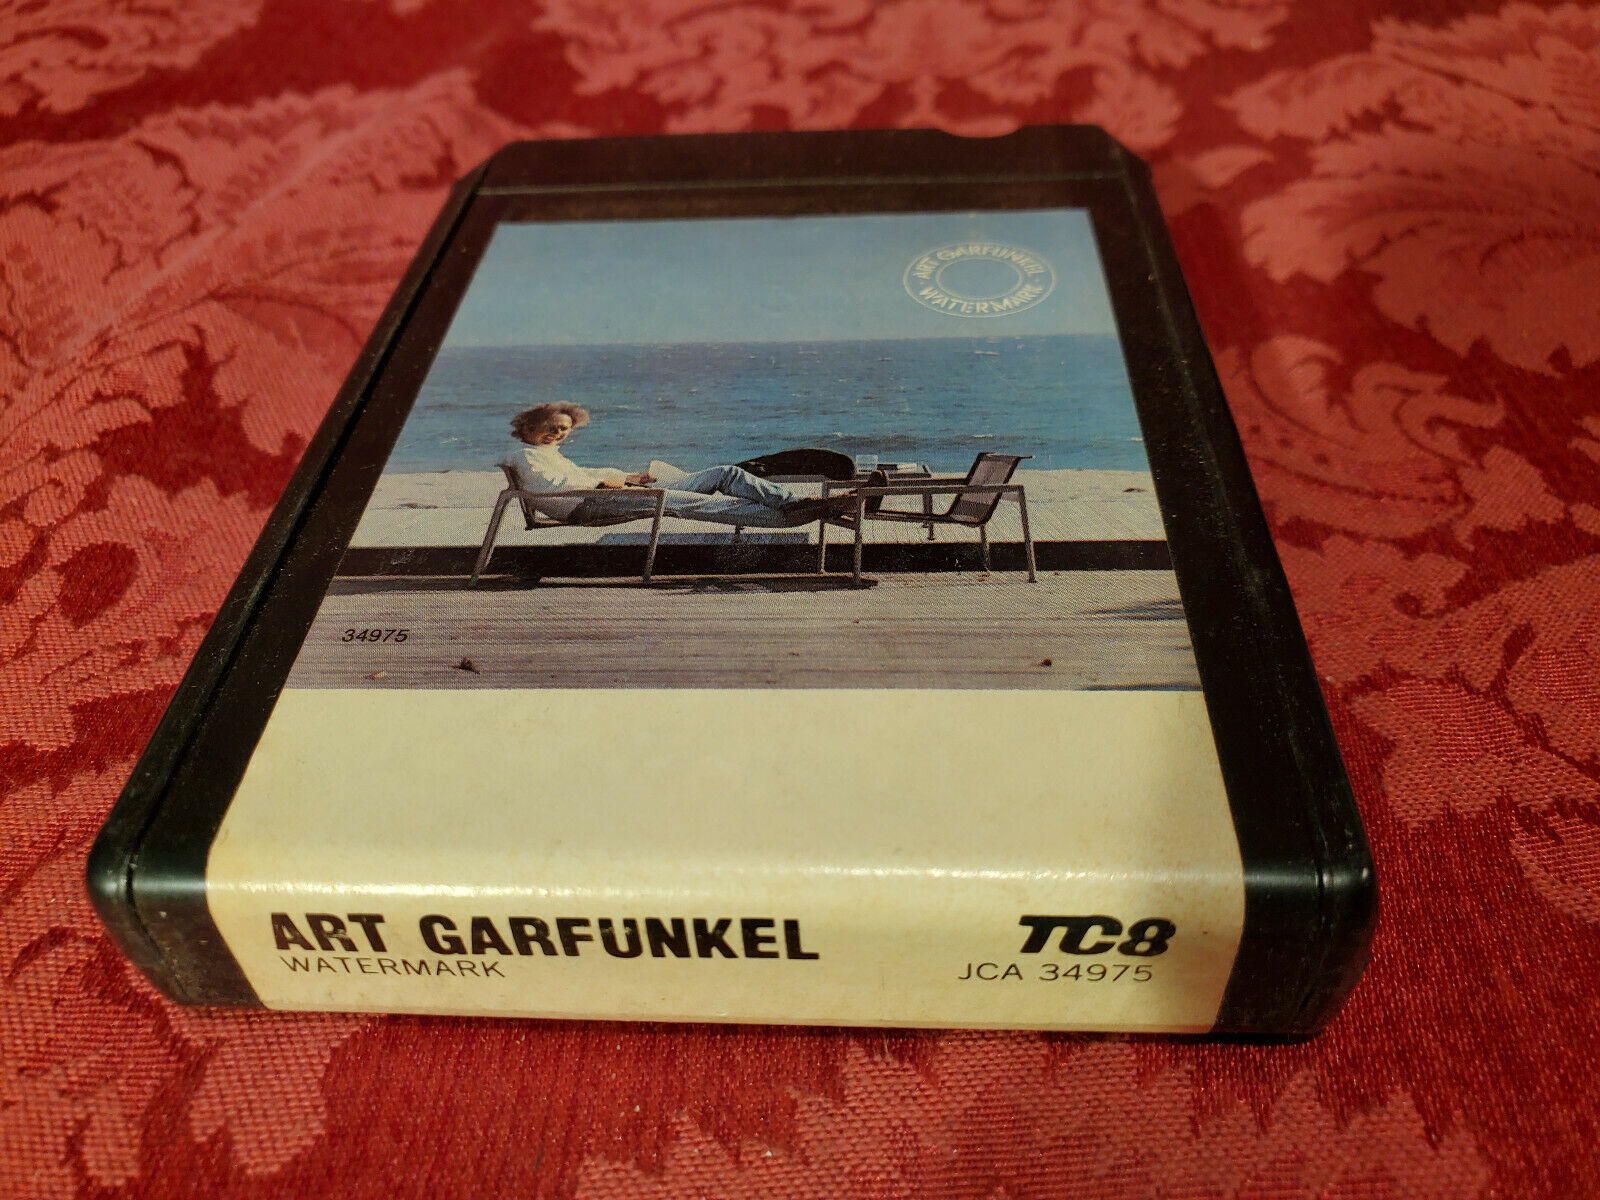 ART GARFUNKEL
WATERMARK
34975
ART GARFUNKEL
WATERMARK
TC8
JCA 34975